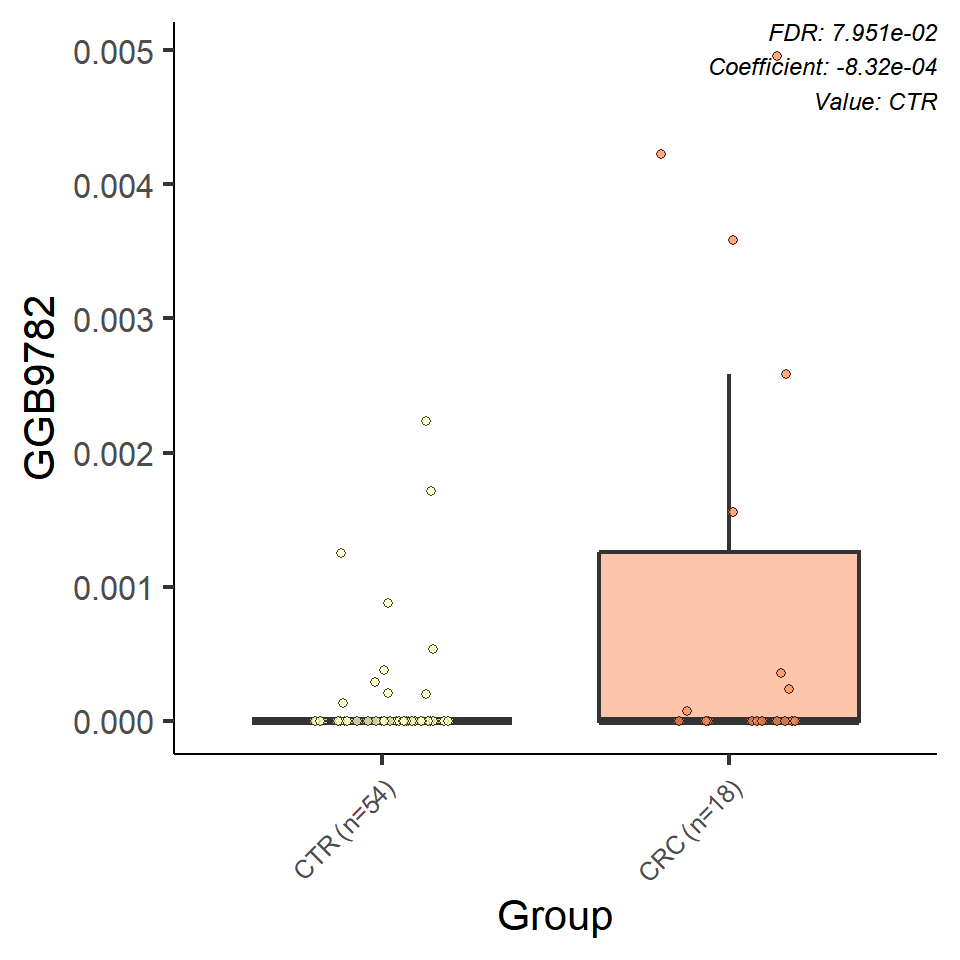 FDR: 7.951e-02
Coefficient: -8.32e-04
Value: CTR
0.005
0.004
0.003
0.002
0.001
0.000
GGB9782
CTR (n=54)
CRC (n=18)
Group